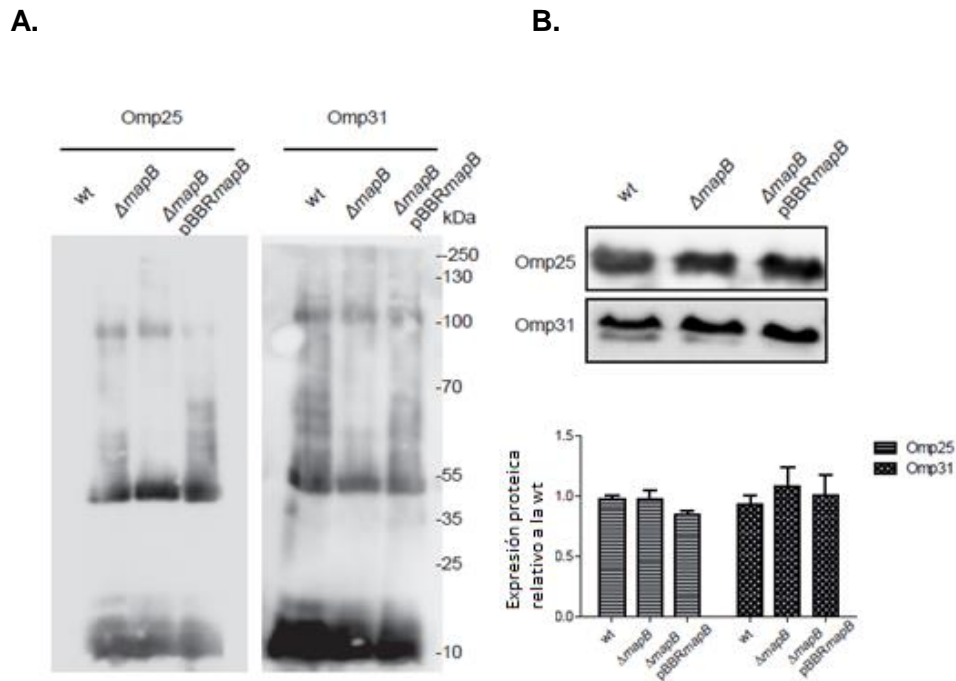 A.
B.
Omp25
Omp31
wt
ΔmapB
ΔmapB
pBBRmapB
wt
ΔmapB
ΔmapB
pBBRmapB
kDa
-250
-130
-100
-70
-55
-35
-25
-10
wt
ΔmapB
ΔmapB
pBBRmapB
Omp25
Omp31
Expresión proteica
relativo a la wt
1.5
1.0
0.5
0.0
wt
ΔmapB
ΔmapB
pBBRmapB
wt
ΔmapB
ΔmapB
pBBRmapB
Omp25
Omp31